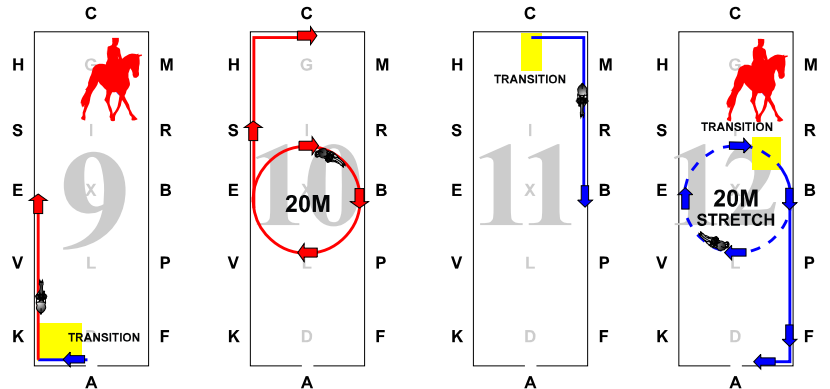 C
H G M
S I R
E X B
9
V L P
K TRANSITION F
A
C
H G M
S I R
E B
10
20M
V L P
K D F
A
C
H M
TRANSITION
S I R
E X B
11
V L P
K D F
A
C
H G M
TRANSITION
S R
E B
12
20M
STRETCH
V L P
K D F
A